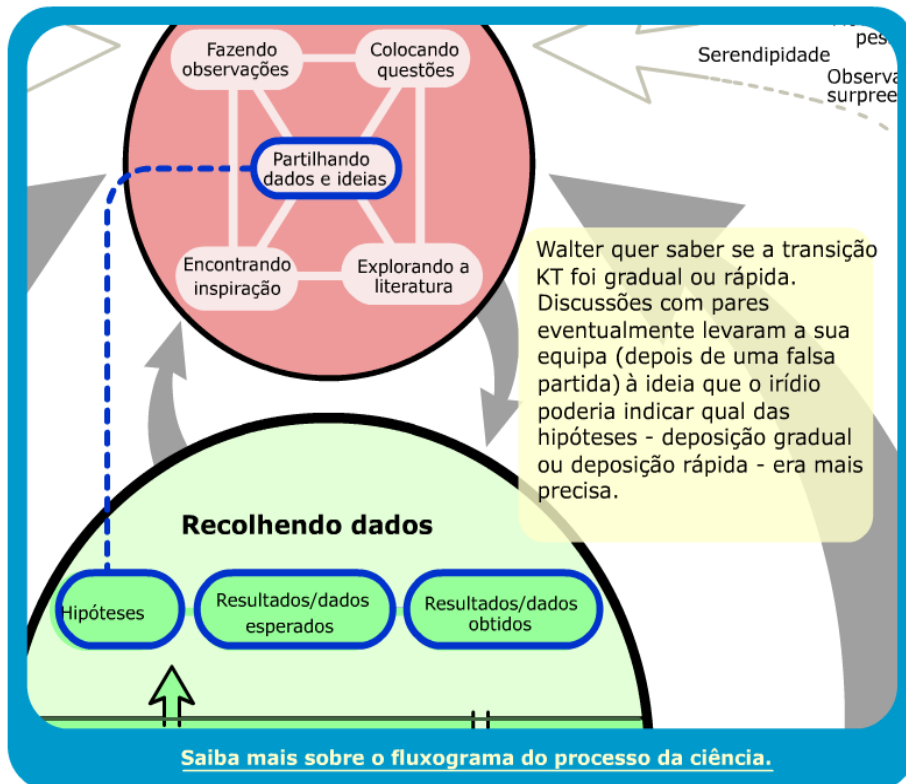 Fazendo
observações
Colocando
questões
Serendipidade
Partilhando
dados e ideias
Encontrando
inspiração
Explorando a
literatura
Walter quer saber se a transição
KT foi gradual ou rápida.
Discussões com pares
eventualmente levaram a sua
equipa (depois de uma falsa
partida) à ideia que o irídio
poderia indicar qual das
hipóteses - deposição gradual
ou deposição rápida - era mais
precisa.
Recolhendo dados
Hipóteses
Resultados/dados
esperados
Resultados/dados
obtidos
Saiba mais sobre o fluxograma do processo da ciência.